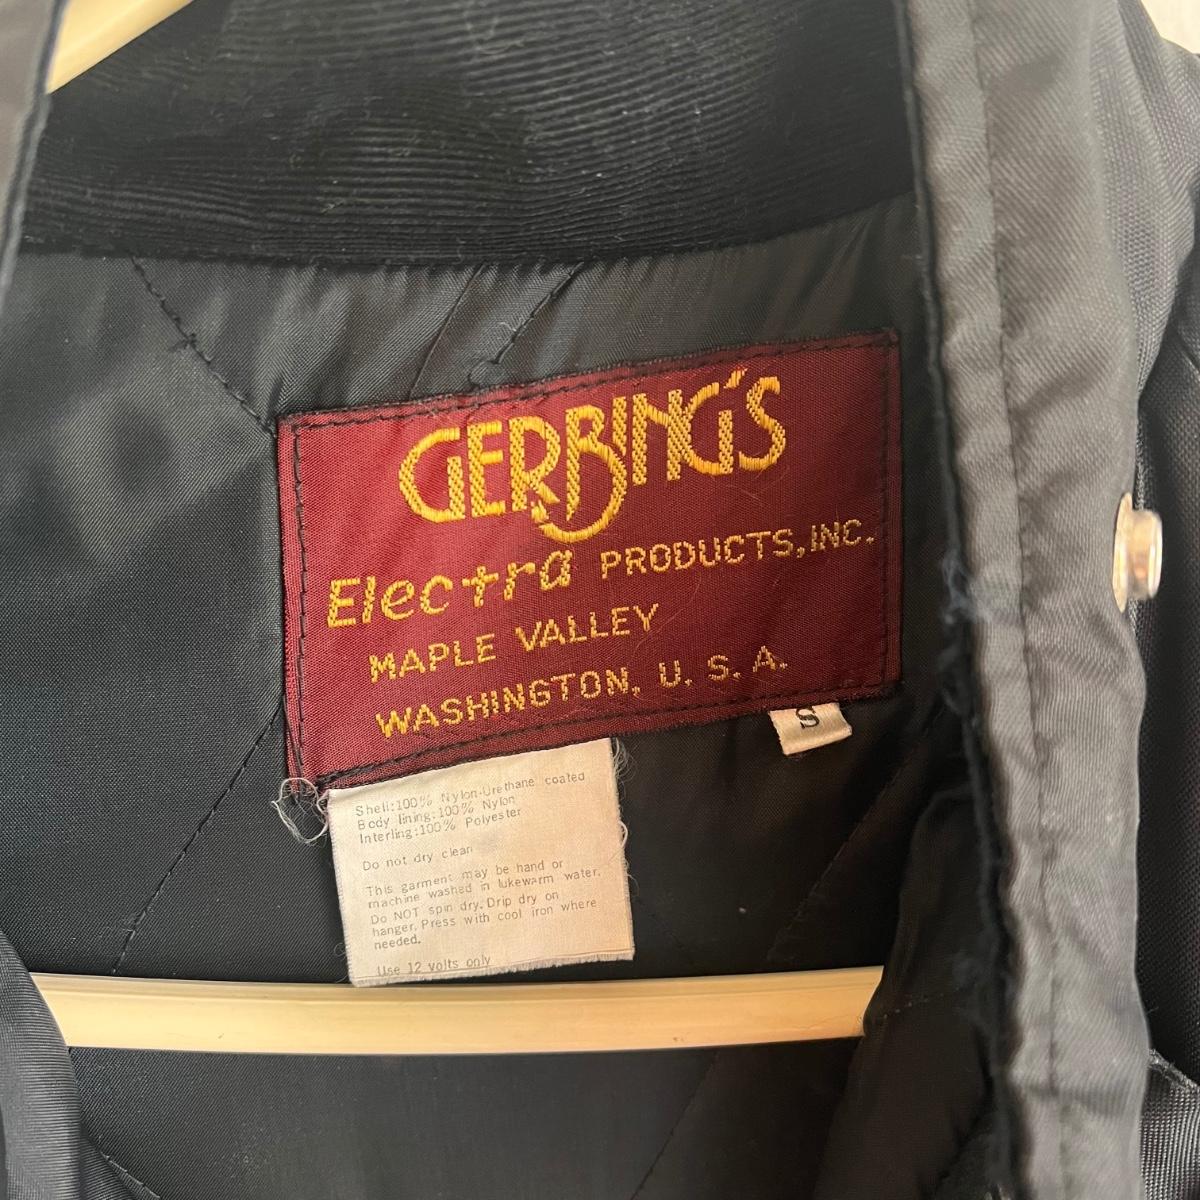 GERBING'S
Electra PRODUCTS, INC.
MAPLE VALLEY
WASHINGTON, U. S. A.
S
Shell:100% Nylon-Urethane coated
Body lining:100% Nylon
Interling:100% Polyester
Do not dry clean
This garment may be hand or
machine washed in lukewarm water.
Do NOT spin dry. Drip dry on
hanger. Press with cool iron where
needed.
Use 12 volts only